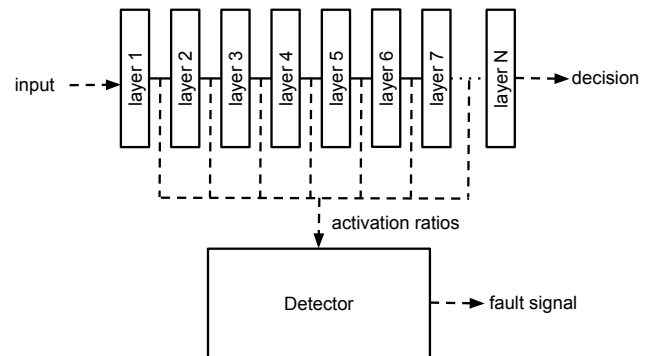 input
layer 1
layer 2
layer 3
layer 4
layer 5
layer 6
layer 7
layer N
decision
activation ratios
Detector
fault signal